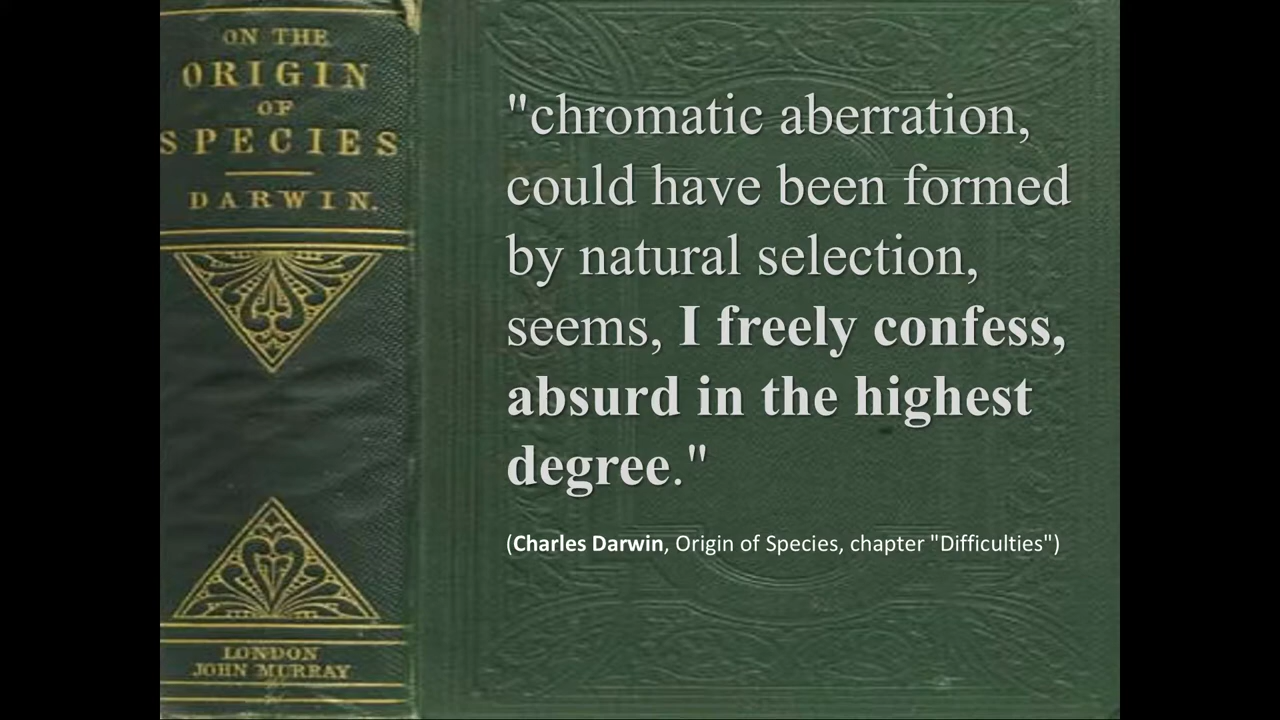 ON THE
ORIGIN
OF
SPECIES
DARWIN.
LONDON
JOHN MURRAY
"chromatic aberration,
could have been formed
by natural selection,
seems, I freely confess,
absurd in the highest
degree."
(Charles Darwin, Origin of Species, chapter "Difficulties")